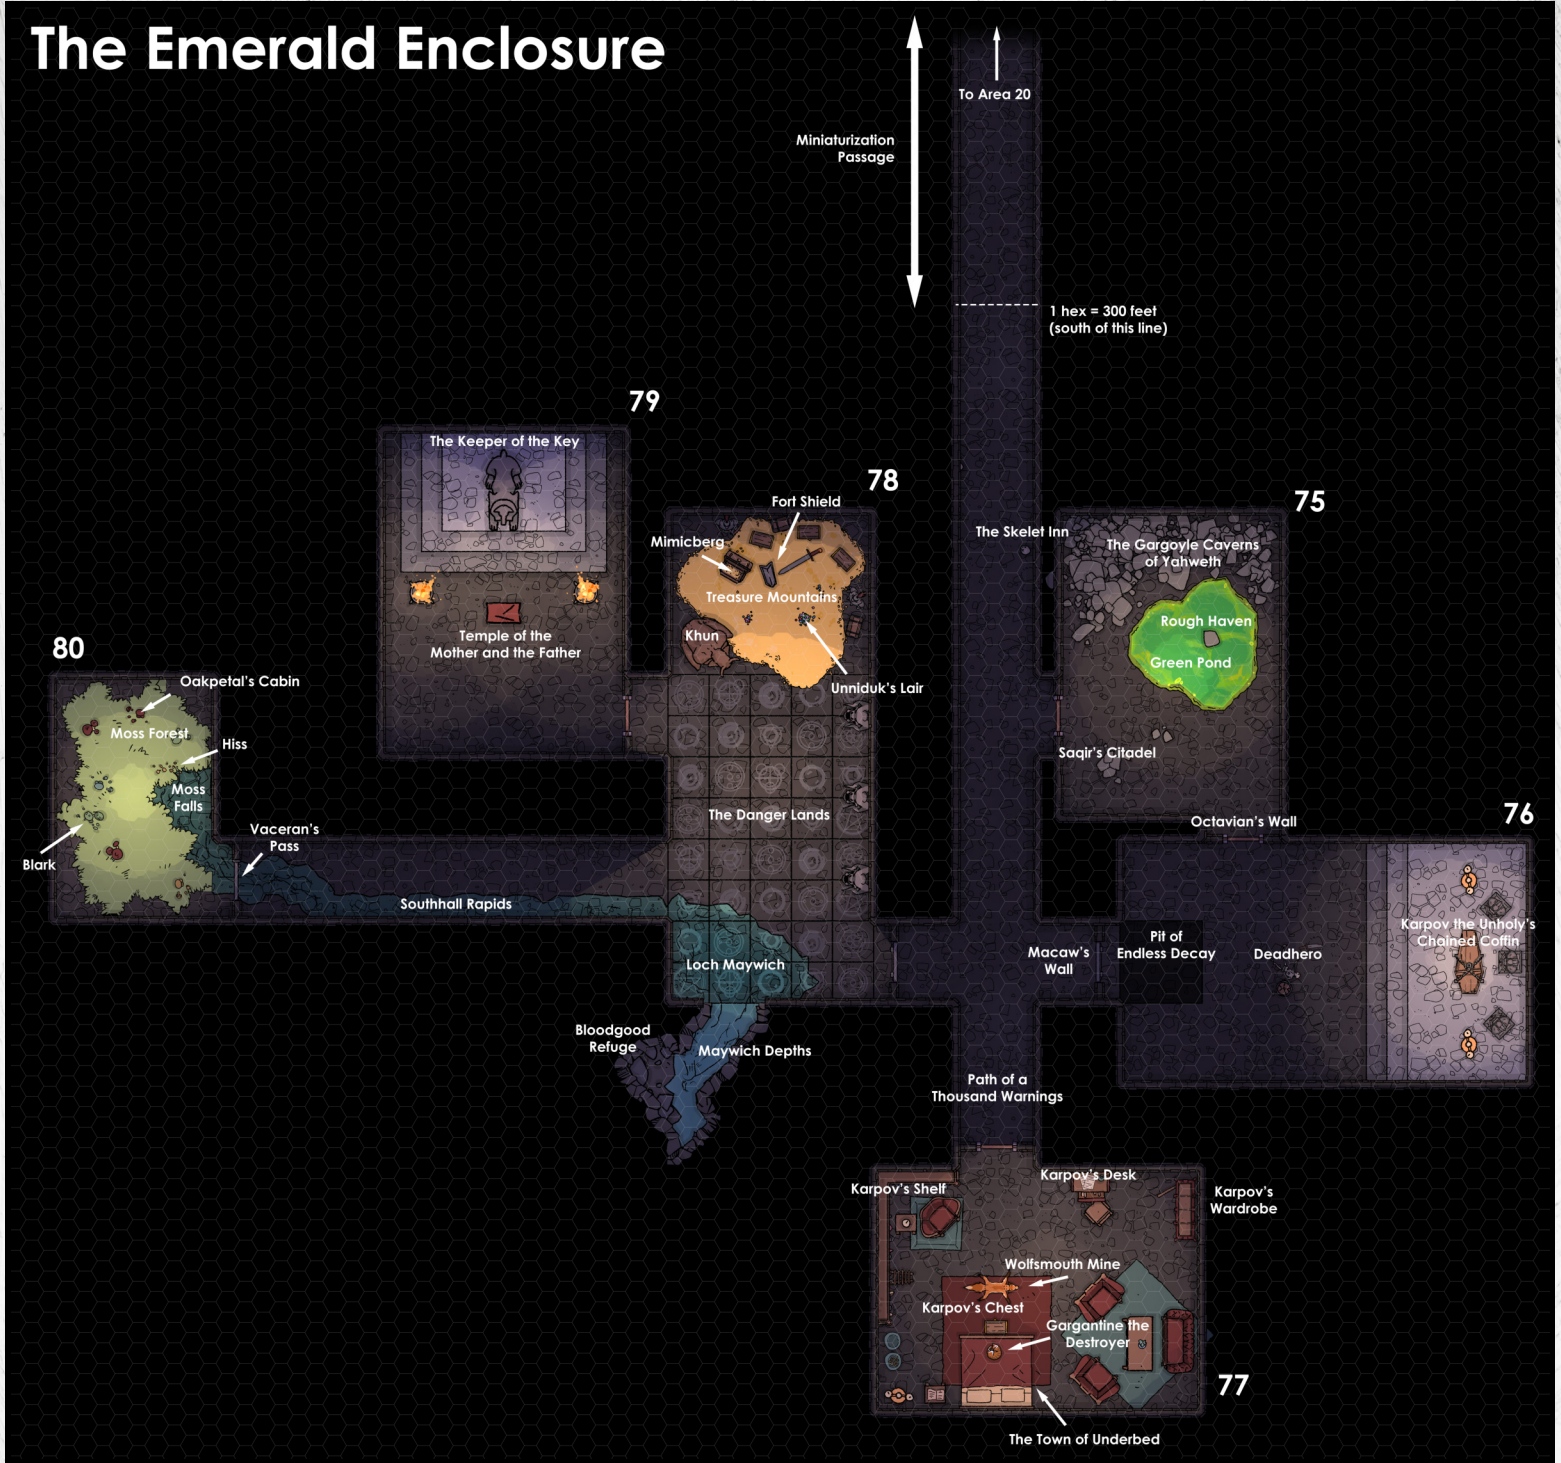 The Emerald Enclosure
To Area 20
Miniaturization
Passage
1 hex = 300 feet
(south of this line)
79
The Keeper of the Key
78
75
Fort Shield
The Skelet Inn
Mimicberg
The Gargoyle Caverns
of Yahweth
Treasure Mountains
Rough Haven
Khun
Temple of the
Mother and the Father
80
Green Pond
Oakpetal's Cabin
Unniduk's Lair
Moss Forest
Hiss
Saqir's Citadel
Moss
Falls
The Danger Lands
Octavian's Wall
76
Vaceran's
Pass
Blark
Southhall Rapids
Karpov the Unholy's
Chained Coffin
Pit of
Endless Decay
Macaw's
Wall
Deadhero
Loch Maywich
Bloodgood
Refuge
Maywich Depths
Path of a
Thousand Warnings
Karpov's Shelf
Karpov's Desk
Karpov's
Wardrobe
Wolfsmouth Mine
Karpov's Chest
Gargantine the
Destroyer
77
The Town of Underbed